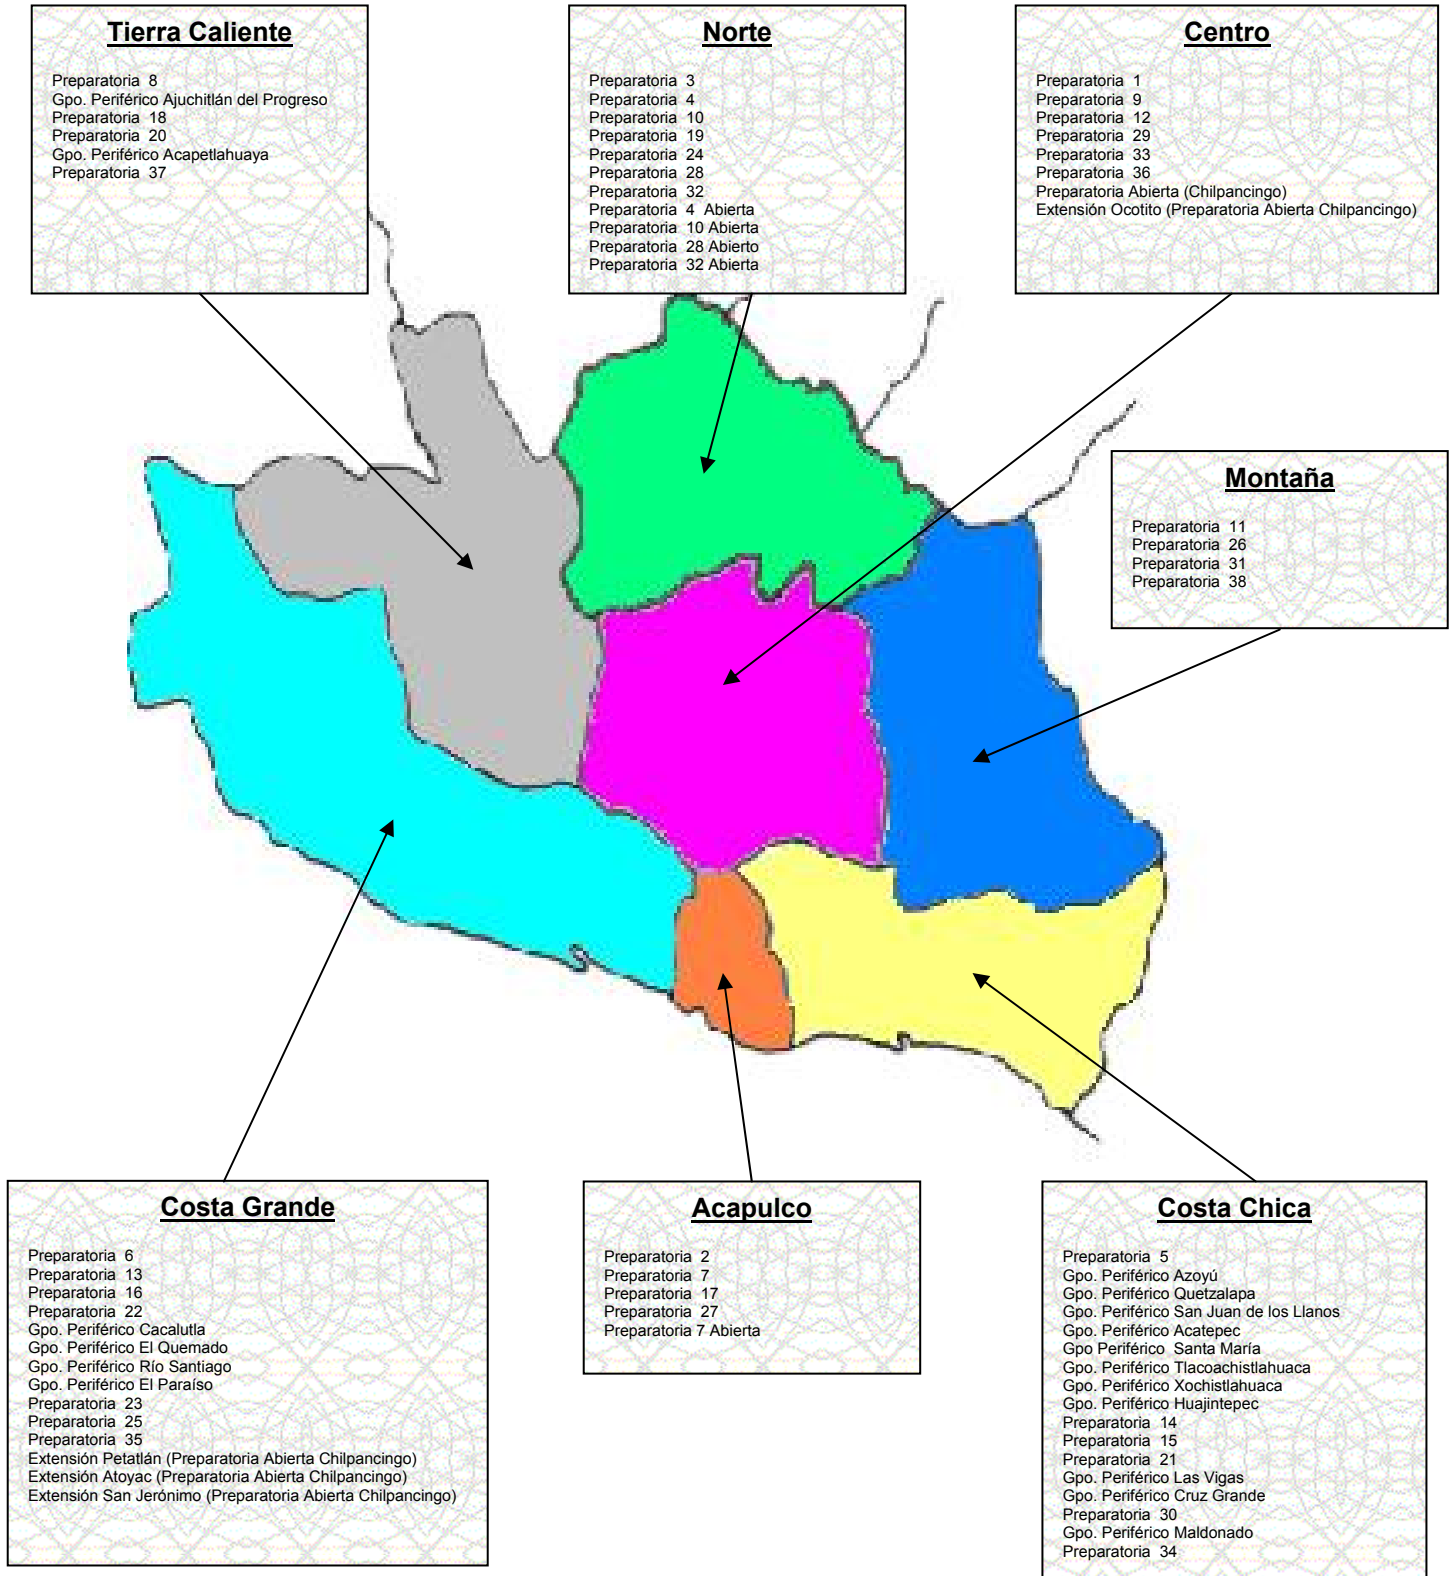 Tierra Caliente
Preparatoria 8
Gpo. Periférico Ajuchitlán del Progreso
Preparatoria 18
Preparatoria 20
Gpo. Periférico Acapetlahuaya
Preparatoria 37
Norte
Preparatoria 3
Preparatoria 4
Preparatoria 10
Preparatoria 19
Preparatoria 24
Preparatoria 28
Preparatoria 32
Preparatoria 4 Abierta
Preparatoria 10 Abierta
Preparatoria 28 Abierto
Preparatoria 32 Abierta
Centro
Preparatoria 1
Preparatoria 9
Preparatoria 12
Preparatoria 29
Preparatoria 33
Preparatoria 36
Preparatoria Abierta (Chilpancingo)
Extensión Ocotito (Preparatoria Abierta Chilpancingo)
Montaña
Preparatoria 11
Preparatoria 26
Preparatoria 31
Preparatoria 38
Costa Grande
Preparatoria 6
Preparatoria 13
Preparatoria 16
Preparatoria 22
Gpo. Periférico Cacalutla
Gpo. Periférico El Quemado
Gpo. Periférico Río Santiago
Gpo. Periférico El Paraíso
Preparatoria 23
Preparatoria 25
Preparatoria 35
Extensión Petatlán (Preparatoria Abierta Chilpancingo)
Extensión Atoyac (Preparatoria Abierta Chilpancingo)
Extensión San Jerónimo (Preparatoria Abierta Chilpancingo)
Acapulco
Preparatoria 2
Preparatoria 7
Preparatoria 17
Preparatoria 27
Preparatoria 7 Abierta
Costa Chica
Preparatoria 5
Gpo. Periférico Azoyú
Gpo. Periférico Quetzalapa
Gpo. Periférico San Juan de los Llanos
Gpo. Periférico Acatepec
Gpo Periférico Santa María
Gpo. Periférico Tlacoachistlahuaca
Gpo. Periférico Xochistlahuaca
Gpo. Periférico Huajintepec
Preparatoria 14
Preparatoria 15
Preparatoria 21
Gpo. Periférico Las Vigas
Gpo. Periférico Cruz Grande
Preparatoria 30
Gpo. Periférico Maldonado
Preparatoria 34